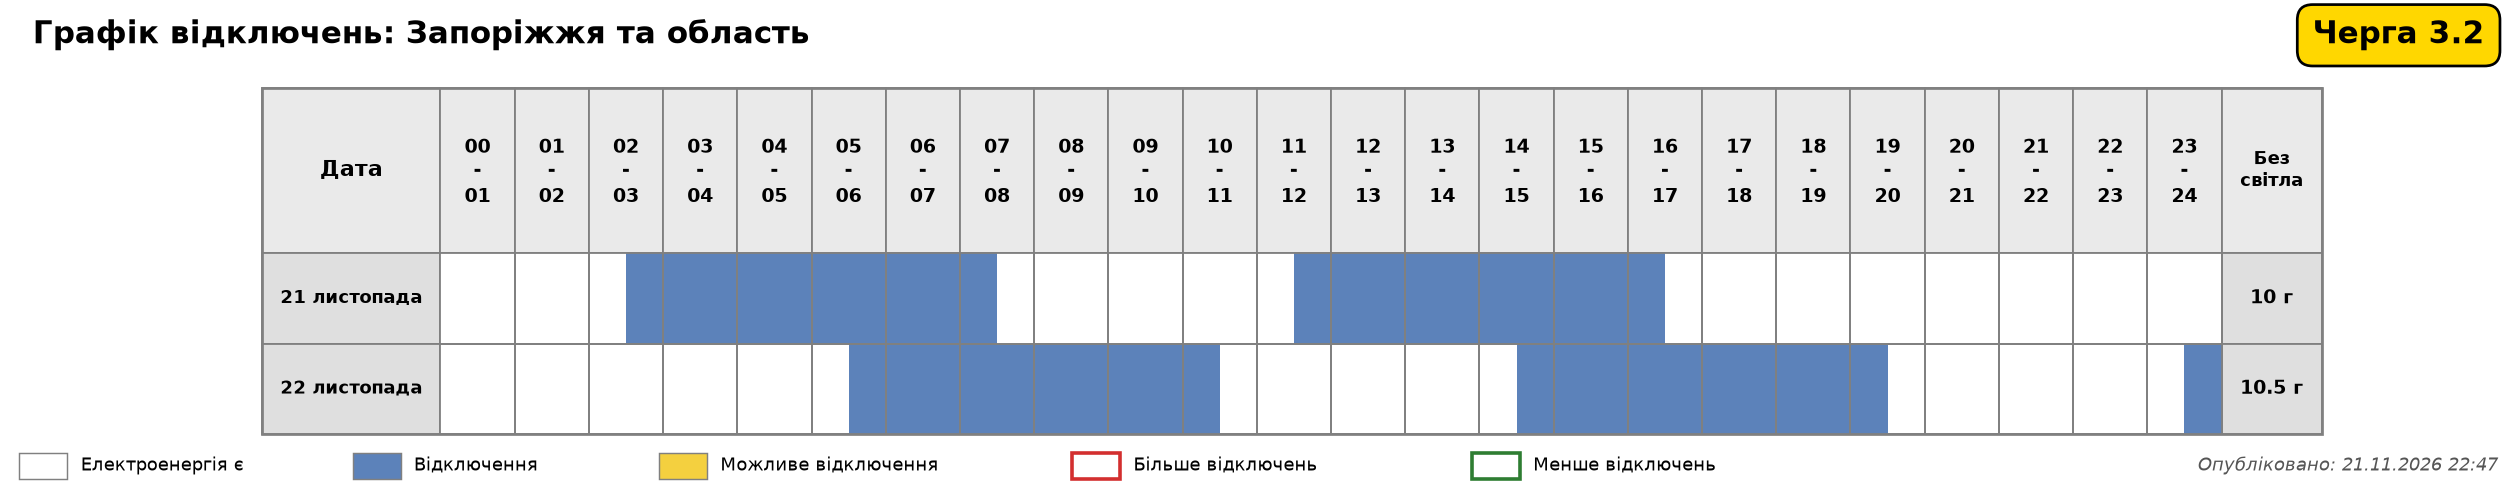 Графік відключень: Запоріжжя та область
Черга 3.2
Дата 00 - 01 01 - 02 02 - 03 03 - 04 04 - 05 05 - 06 06 - 07 07 - 08 08 - 09 09 - 10 10 - 11 11 - 12 12 - 13 13 - 14 14 - 15 15 - 16 16 - 17 17 - 18 18 - 19 19 - 20 20 - 21 21 - 22 22 - 23 23 - 24 Без світла
21 листопада 10 г
22 листопада 10.5 г
Електроенергія є Відключення Можливе відключення Більше відключень Менше відключень
Опубліковано: 21.11.2026 22:47